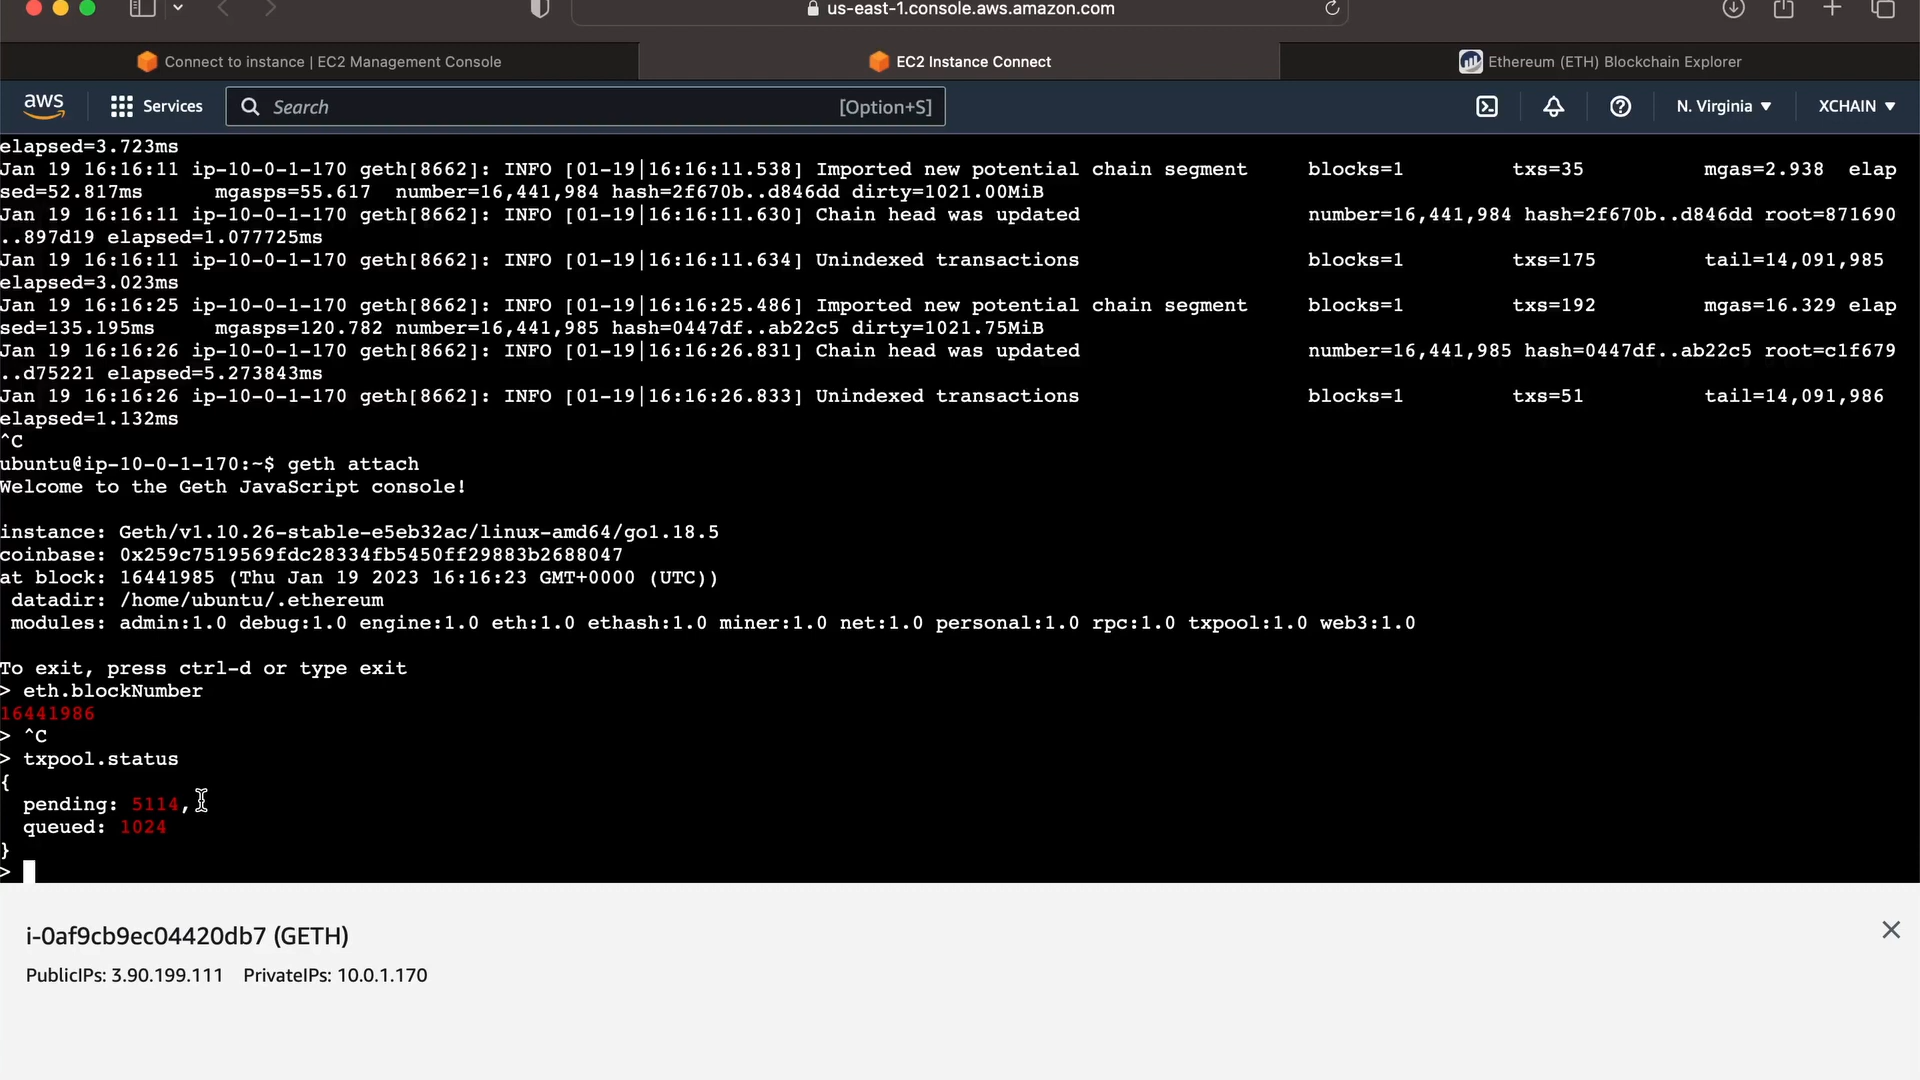 us-east-1.console.aws.amazon.com
Connect to instance | EC2 Management Console
EC2 Instance Connect
Ethereum (ETH) Blockchain Explorer
aws
Services
Search
[Option+S]
N. Virginia ▼
XCHAIN ▼
elapsed=3.723ms
Jan 19 16:16:11 ip-10-0-1-170 geth[8662]: INFO [01-19|16:16:11.538] Imported new potential chain segment blocks=1 txs=35 mgas=2.938 elap
sed=52.817ms mgasps=55.617 number=16,441,984 hash=2f670b..d846dd dirty=1021.00MiB
Jan 19 16:16:11 ip-10-0-1-170 geth[8662]: INFO [01-19|16:16:11.630] Chain head was updated number=16,441,984 hash=2f670b..d846dd root=871690
..897d19 elapsed=1.077725ms
Jan 19 16:16:11 ip-10-0-1-170 geth[8662]: INFO [01-19|16:16:11.634] Unindexed transactions blocks=1 txs=175 tail=14,091,985
elapsed=3.023ms
Jan 19 16:16:25 ip-10-0-1-170 geth[8662]: INFO [01-19|16:16:25.486] Imported new potential chain segment blocks=1 txs=192 mgas=16.329 elap
sed=135.195ms mgasps=120.782 number=16,441,985 hash=0447df..ab22c5 dirty=1021.75MiB
Jan 19 16:16:26 ip-10-0-1-170 geth[8662]: INFO [01-19|16:16:26.831] Chain head was updated number=16,441,985 hash=0447df..ab22c5 root=c1f679
..d75221 elapsed=5.273843ms
Jan 19 16:16:26 ip-10-0-1-170 geth[8662]: INFO [01-19|16:16:26.833] Unindexed transactions blocks=1 txs=51 tail=14,091,986
elapsed=1.132ms
^C
ubuntu@ip-10-0-1-170:~$ geth attach
Welcome to the Geth JavaScript console!
instance: Geth/v1.10.26-stable-e5eb32ac/linux-amd64/go1.18.5
coinbase: 0x259c7519569fdc28334fb5450ff29883b2688047
at block: 16441985 (Thu Jan 19 2023 16:16:23 GMT+0000 (UTC))
datadir: /home/ubuntu/.ethereum
modules: admin:1.0 debug:1.0 engine:1.0 eth:1.0 ethash:1.0 miner:1.0 net:1.0 personal:1.0 rpc:1.0 txpool:1.0 web3:1.0
To exit, press ctrl-d or type exit
> eth.blockNumber
16441986
> ^C
> txpool.status
{
pending: 5114,
queued: 1024
}
>
i-0af9cb9ec04420db7 (GETH)
PublicIPs: 3.90.199.111 PrivateIPs: 10.0.1.170